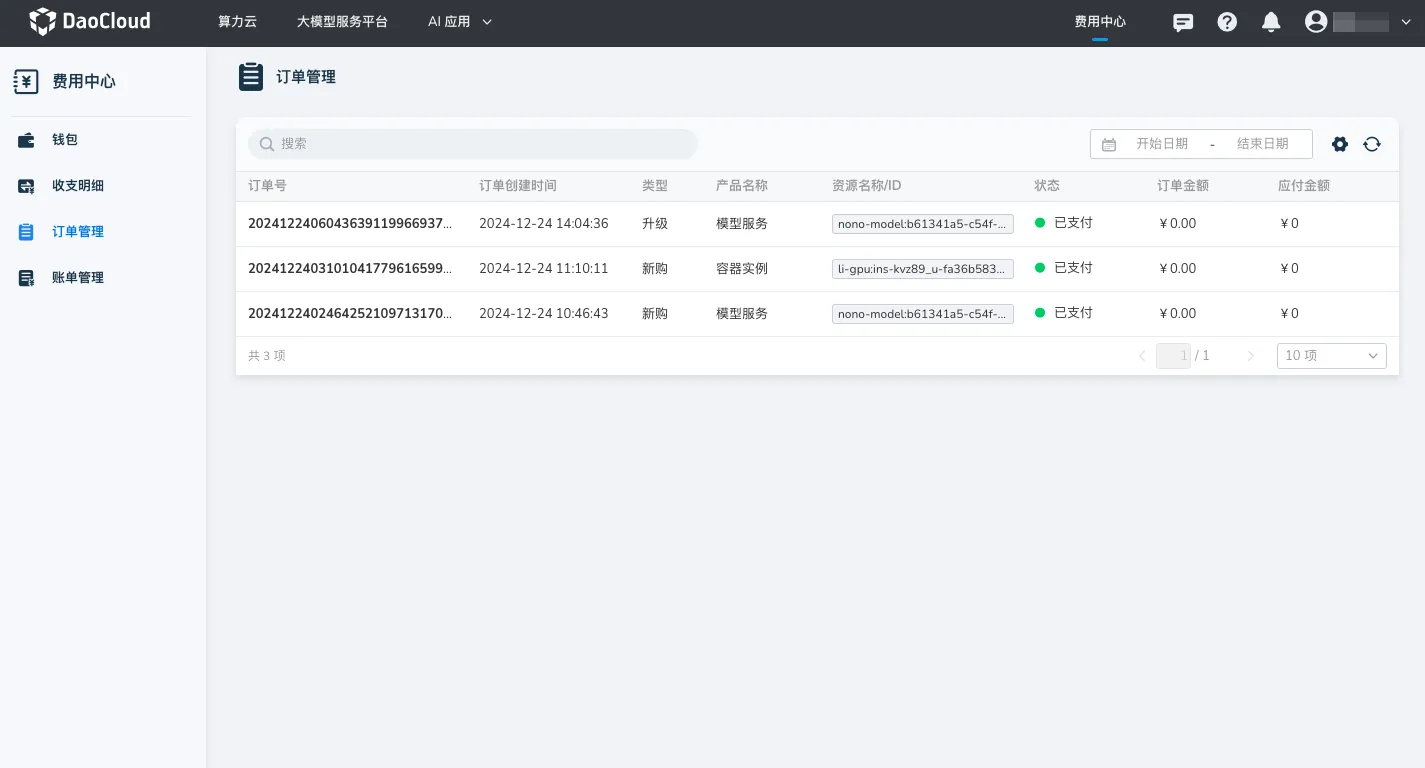 DaoCloud 算力云 大模型服务平台 AI 应用 费用中心
费用中心
钱包
收支明细
订单管理
账单管理
订单管理
搜索 开始日期 - 结束日期
订单号 订单创建时间 类型 产品名称 资源名称/ID 状态 订单金额 应付金额
2024122406043639119966937... 2024-12-24 14:04:36 升级 模型服务 nono-model:b61341a5-c54f-... 已支付 ¥0.00 ¥0
2024122403101041779616599... 2024-12-24 11:10:11 新购 容器实例 li-gpu:ins-kvz89_u-fa36b583... 已支付 ¥0.00 ¥0
2024122402464252109713170... 2024-12-24 10:46:43 新购 模型服务 nono-model:b61341a5-c54f-... 已支付 ¥0.00 ¥0
共 3 项 1 / 1 10 项